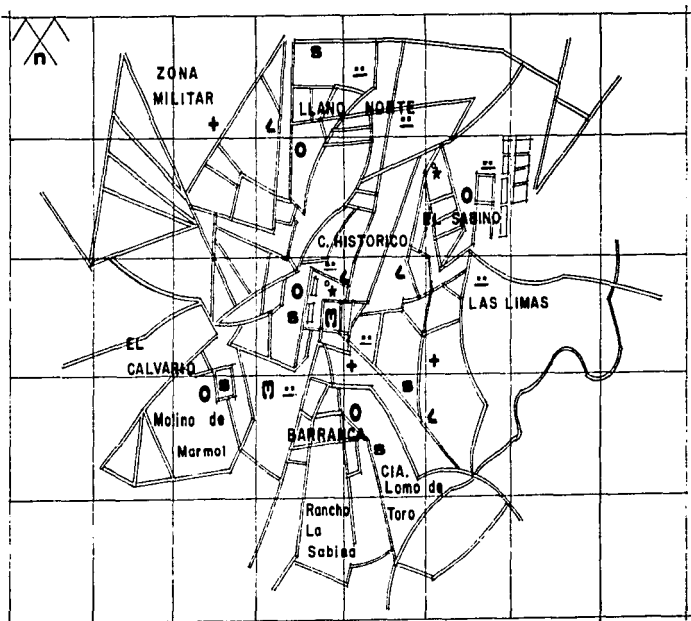 n
ZONA
MILITAR
S
LLANO NORTE
O
EL SABINO
O
C. HISTORICO
LAS LIMAS
O
S
EL
CALVARIO
S
O
S
Molino de
Marmol
O
BARRANCA
S
CIA.
Lomo de
Toro
Rancho
La
Sabina